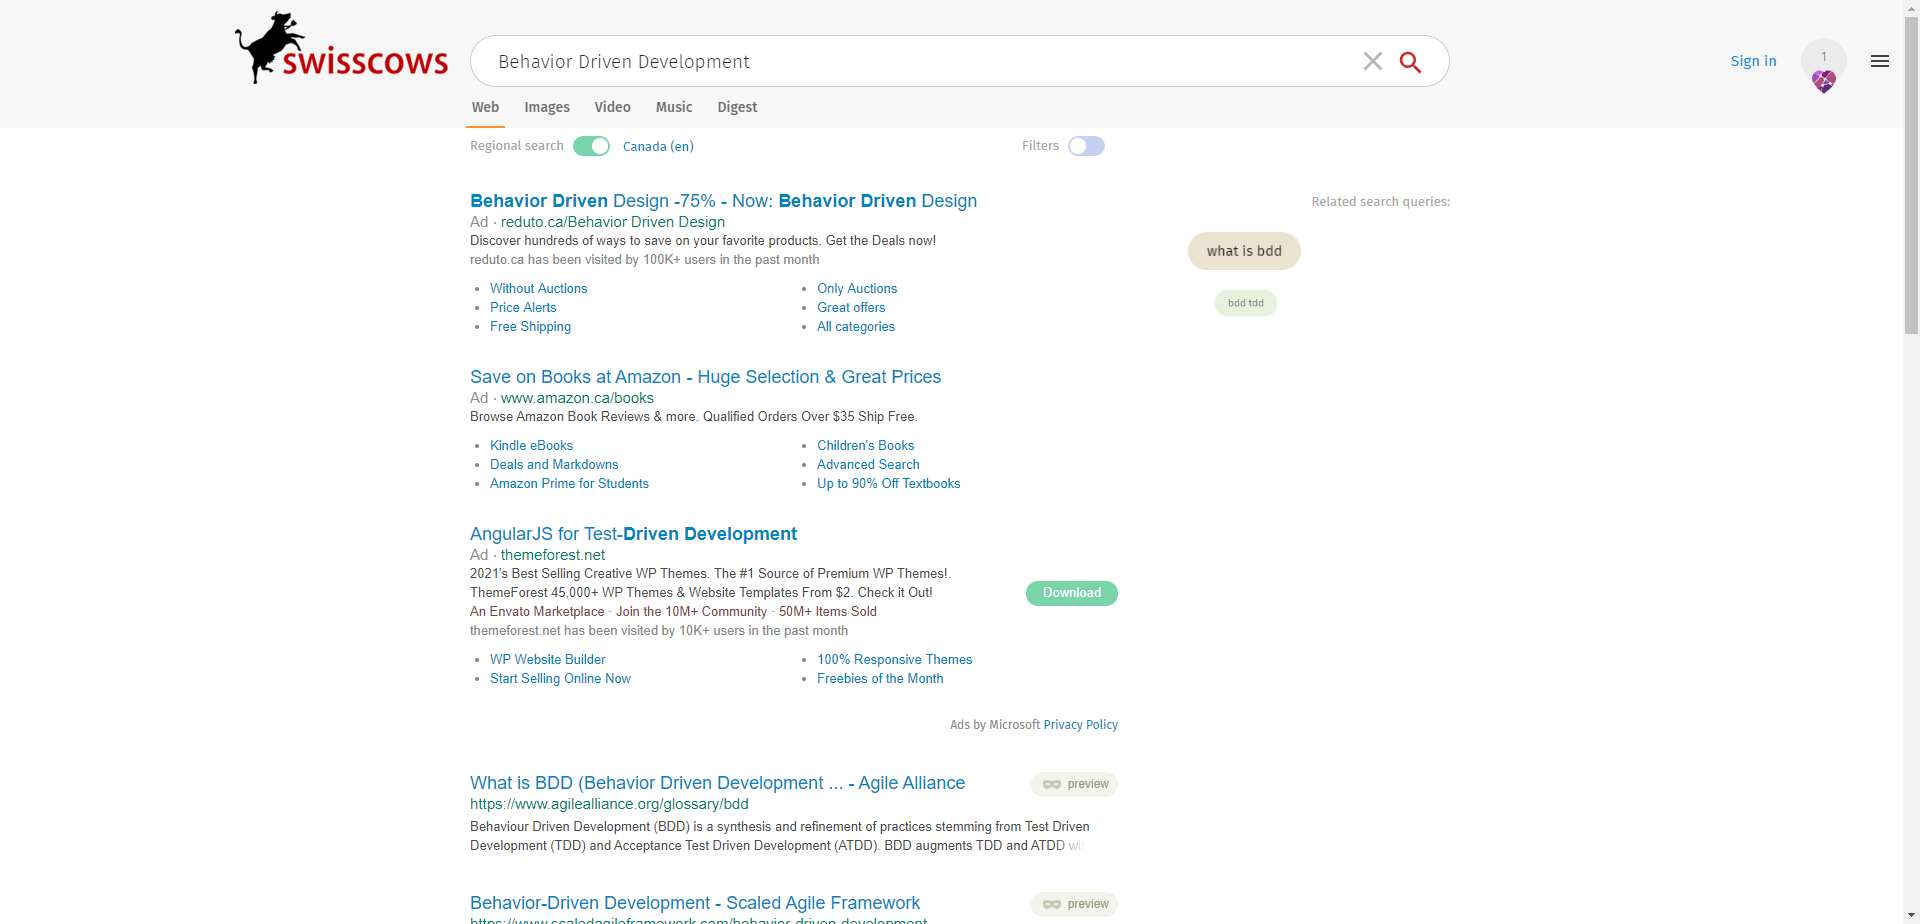 swisscows
Behavior Driven Development
Sign in
1
Web Images Video Music Digest
Regional search Canada (en) Filters
Behavior Driven Design -75% - Now: Behavior Driven Design
Ad · reduto.ca/Behavior Driven Design
Discover hundreds of ways to save on your favorite products. Get the Deals now!
reduto.ca has been visited by 100K+ users in the past month
Without Auctions
Price Alerts
Free Shipping
Only Auctions
Great offers
All categories
Related search queries:
what is bdd
bdd tdd
Save on Books at Amazon - Huge Selection & Great Prices
Ad · www.amazon.ca/books
Browse Amazon Book Reviews & more. Qualified Orders Over $35 Ship Free.
Kindle eBooks
Deals and Markdowns
Amazon Prime for Students
Children's Books
Advanced Search
Up to 90% Off Textbooks
AngularJS for Test-Driven Development
Ad · themeforest.net
2021's Best Selling Creative WP Themes. The #1 Source of Premium WP Themes!.
ThemeForest 45,000+ WP Themes & Website Templates From $2. Check it Out!
An Envato Marketplace · Join the 10M+ Community · 50M+ Items Sold
themeforest.net has been visited by 10K+ users in the past month
Download
WP Website Builder
Start Selling Online Now
100% Responsive Themes
Freebies of the Month
Ads by Microsoft Privacy Policy
What is BDD (Behavior Driven Development ... - Agile Alliance
preview
https://www.agilealliance.org/glossary/bdd
Behaviour Driven Development (BDD) is a synthesis and refinement of practices stemming from Test Driven
Development (TDD) and Acceptance Test Driven Development (ATDD). BDD augments TDD and ATDD
Behavior-Driven Development - Scaled Agile Framework
preview
https://www.scaledagileframework.com/behavior-driven-development